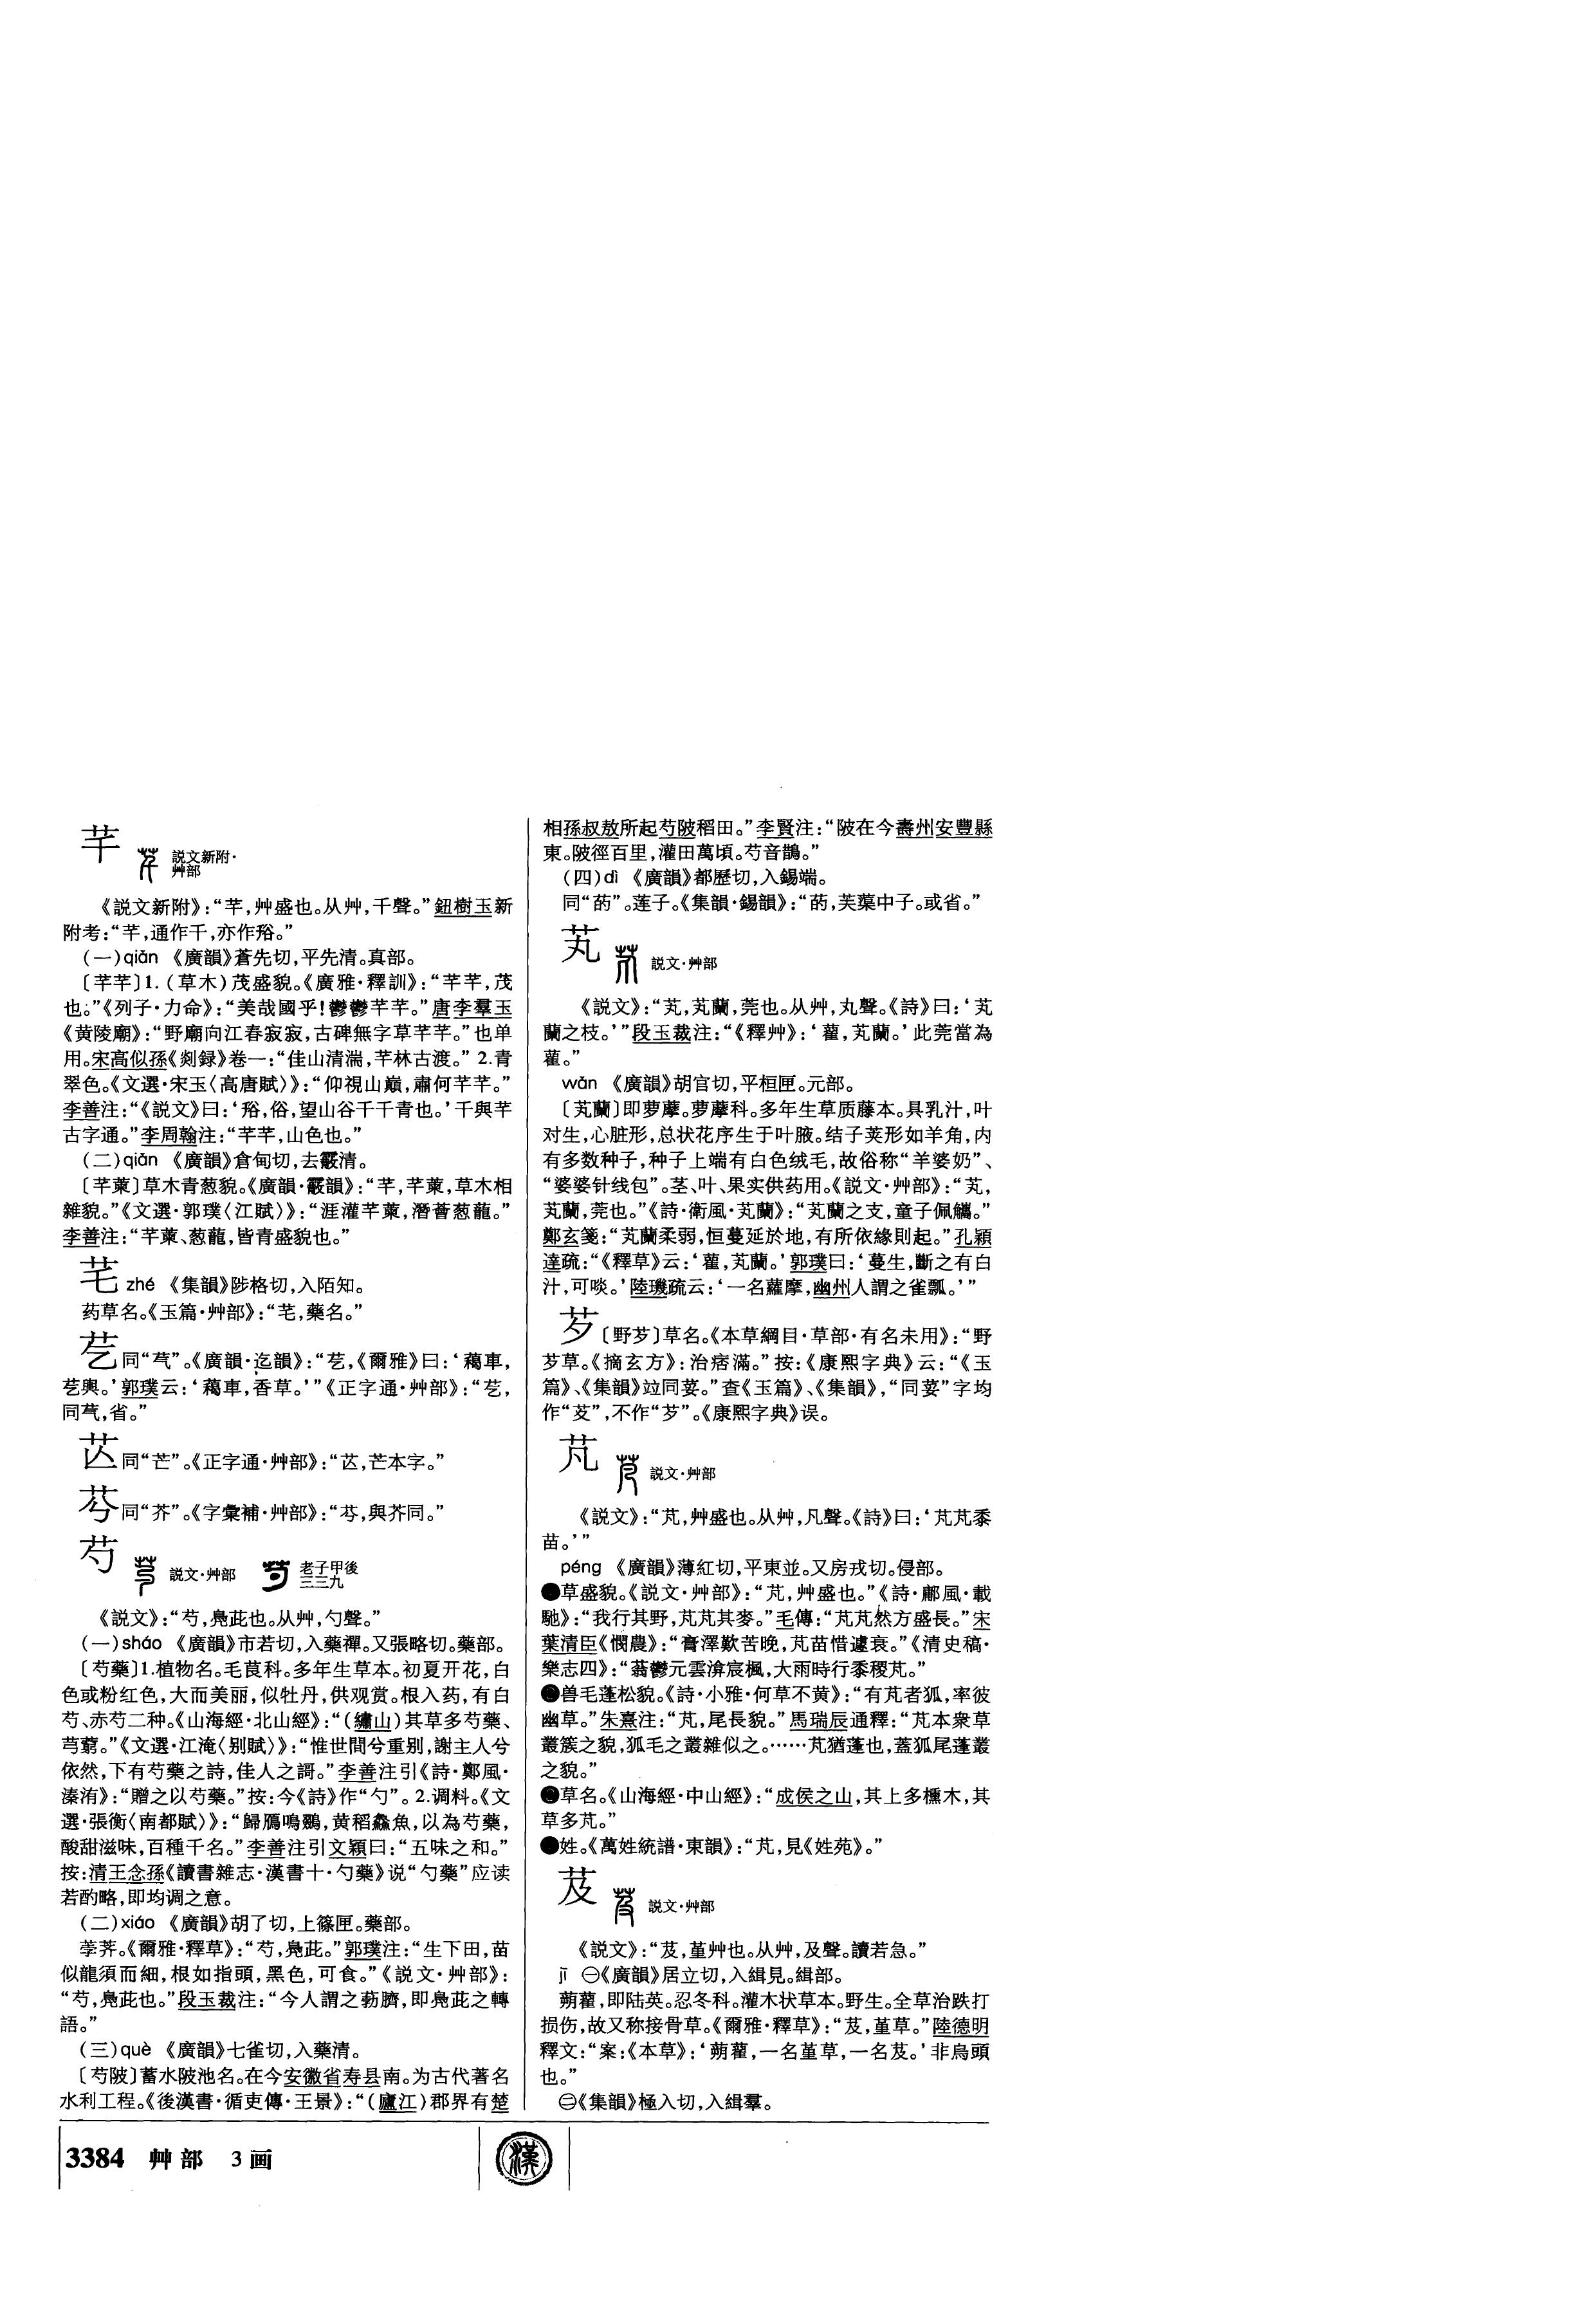 芊 説文新附·
艸部
《説文新附》：“芊，艸盛也。从艸，千聲。”鈕樹玉新
附考：“芊，通作千，亦作㸧。”
(一)qiān 《廣韻》蒼先切，平先清。真部。
〔芊芊〕1.（草木）茂盛貌。《廣雅·釋訓》：“芊芊，茂
也。”《列子·力命》：“美哉國乎！鬱鬱芊芊。”唐李羣玉
《黄陵廟》：“野廟向江春寂寂，古碑無字草芊芊。”也单
用。宋高似孫《剡録》卷一：“佳山清湍，芊林古渡。” 2.青
翠色。《文選·宋玉〈高唐賦〉》：“仰視山巔，肅何芊芊。”
李善注：“《説文》曰：‘俗，望山谷千千青也。’千與芊
古字通。”李周翰注：“芊芊，山色也。”
(二)qiàn 《廣韻》倉甸切，去霰清。
〔芊萰〕草木青葱貌。《廣韻·霰韻》：“芊，芊萰，草木相
雜貌。”《文選·郭璞〈江賦〉》：“涯灌芊萰，潛薈葱蘢。”
李善注：“芊萰、葱蘢，皆青盛貌也。”
芼 zhé 《集韻》陟格切，入陌知。
药草名。《玉篇·艸部》：“，藥名。”
芞同“芞”。《廣韻·迄韻》：“艺，《爾雅》曰：‘藒車，
艺輿。’郭璞云：‘藒車，香草。’”《正字通·艸部》：“艺，
同芞，省。”
同“芒”。《正字通·艸部》：“，芒本字。”
同“芥”。《字彙補·艸部》：“，與芥同。”
芍 説文·艸部 老子甲後
三三九
《説文》：“芍，鳧茈也。从艸，勺聲。”
(一)sháo 《廣韻》市若切，入藥禪。又張略切。藥部。
〔芍藥〕1.植物名。毛茛科。多年生草本。初夏开花，白
色或粉红色，大而美丽，似牡丹，供观赏。根入药，有白
芍、赤芍二种。《山海經·北山經》：“（繡山）其草多芍藥、
芎藭。”《文選·江淹〈别賦〉》：“惟世間兮重别，謝主人兮
依然，下有芍藥之詩，佳人之謌。”李善注引《詩·鄭風·
溱洧》：“贈之以芍藥。”按：今《詩》作“勺”。2.调料。《文
選·張衡〈南都賦〉》：“歸鴈鳴鵽，黄稻鱻魚，以為芍藥，
酸甜滋味，百種千名。”李善注引文穎曰：“五味之和。”
按：清王念孫《讀書雜志·漢書十·勺藥》说“勺藥”应读
若酌略，即均调之意。
(二)xiáo 《廣韻》胡了切，上篠匣。藥部。
荸荠。《爾雅·釋草》：“芍，鳧茈。”郭璞注：“生下田，苗
似龍須而細，根如指頭，黑色，可食。”《説文·艸部》：
“芍，鳧茈也。”段玉裁注：“今人謂之葧臍，即鳧茈之轉
語。”
(三)què 《廣韻》七雀切，入藥清。
〔芍陂〕蓄水陂池名。在今安徽省寿县南。为古代著名
水利工程。《後漢書·循吏傳·王景》：“（廬江）郡界有楚
相孫叔敖所起芍陂稻田。”李賢注：“陂在今壽州安豐縣
東。陂徑百里，灌田萬頃。芍音鵲。”
(四)dì 《廣韻》都歷切，入錫端。
同“菂”。莲子。《集韻·錫韻》：“菂，芙蕖中子。或省。”
芄 説文·艸部
《説文》：“芄，芄蘭，莞也。从艸，丸聲。《詩》曰：‘芄
蘭之枝。’”段玉裁注：“《釋艸》：‘雚，芄蘭。’此莞當為
雚。”
wán 《廣韻》胡官切，平桓匣。元部。
〔芄蘭〕即萝藦。萝藦科。多年生草质藤本。具乳汁，叶
对生，心脏形，总状花序生于叶腋。结子荚形如羊角，内
有多数种子，种子上端有白色绒毛，故俗称“羊婆奶”、
“婆婆针线包”。茎、叶、果实供药用。《説文·艸部》：“芄，
芄蘭，莞也。”《詩·衛風·芄蘭》：“芄蘭之支，童子佩觿。”
鄭玄箋：“芄蘭柔弱，恒蔓延於地，有所依緣則起。”孔穎
達疏：“《釋草》云：‘雚，芄蘭。’郭璞曰：‘蔓生，斷之有白
汁，可啖。’陸璣疏云：‘一名蘿摩，幽州人謂之雀瓢。’”
芗〔野芗〕草名。《本草綱目·草部·有名未用》：“野
草。《摘玄方》：治痞滿。”按：《康熙字典》云：“《玉
篇》、《集韻》竝同芰。”查《玉篇》、《集韻》，“同芰”字均
作“芆”，不作“”。《康熙字典》误。
芃 説文·艸部
《説文》：“芃，艸盛也。从艸，凡聲。《詩》曰：‘芃芃黍
苗。’”
péng 《廣韻》薄紅切，平東並。又房戎切。侵部。
❶草盛貌。《説文·艸部》：“芃，艸盛也。”《詩·鄘風·載
馳》：“我行其野，芃芃其麥。”毛傳：“芃芃然方盛長。”宋
葉清臣《憫農》：“膏澤歎苦晚，芃苗惜遽衰。”《清史稿·
樂志四》：“蓊鬱元雲渰宸楓，大雨時行黍稷芃。”
❷兽毛蓬松貌。《詩·小雅·何草不黄》：“有芃者狐，率彼
幽草。”朱熹注：“芃，尾長貌。”馬瑞辰通釋：“芃本衆草
叢簇之貌，狐毛之叢雜似之。……芃猶蓬也，蓋狐尾蓬叢
之貌。”
❸草名。《山海經·中山經》：“成侯之山，其上多櫄木，其
草多芃。”
❹姓。《萬姓統譜·東韻》：“芃，見《姓苑》。”
芨 説文·艸部
《説文》：“芨，堇艸也。从艸，及聲。讀若急。”
jī ㊀《廣韻》居立切，入緝見。緝部。
蒴藋，即陆英。忍冬科。灌木状草本。野生。全草治跌打
损伤，故又称接骨草。《爾雅·釋草》：“芨，堇草。”陸德明
釋文：“案：《本草》：‘蒴藋，一名堇草，一名芨。’非烏頭
也。”
㊁《集韻》極入切，入緝羣。
3384 艸部 3画
漢